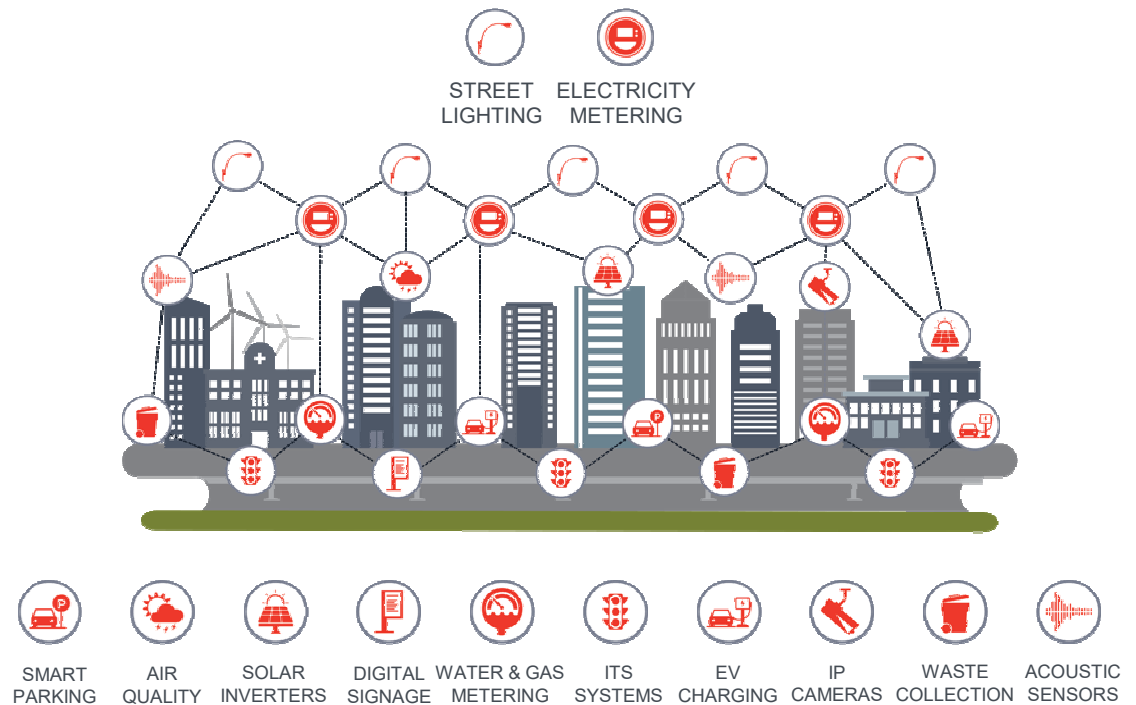 STREET
LIGHTING
ELECTRICITY
METERING
SMART
PARKING
AIR
QUALITY
SOLAR
INVERTERS
DIGITAL
SIGNAGE
WATER & GAS
METERING
ITS
SYSTEMS
EV
CHARGING
IP
CAMERAS
WASTE
COLLECTION
ACOUSTIC
SENSORS